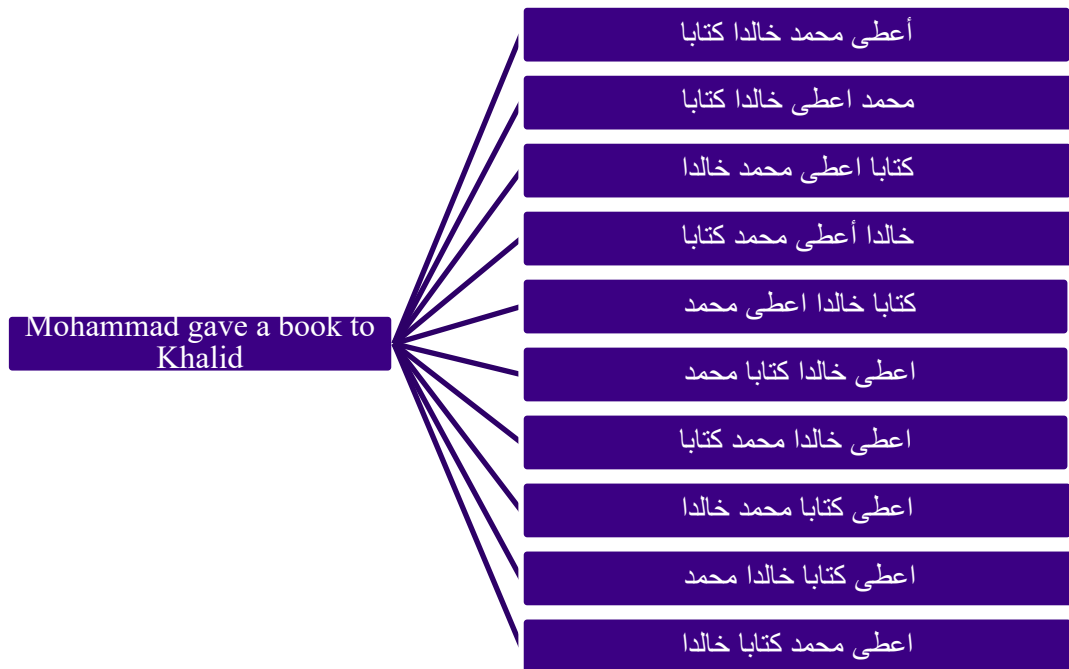 Mohammad gave a book to
Khalid
أعطى محمد خالدا كتابا
محمد اعطى خالدا كتابا
كتابا اعطى محمد خالدا
خالدا أعطى محمد كتابا
كتابا خالدا اعطى محمد
اعطى خالدا كتابا محمد
اعطى خالدا محمد كتابا
اعطى كتابا محمد خالدا
اعطى كتابا خالدا محمد
اعطى محمد كتابا خالدا